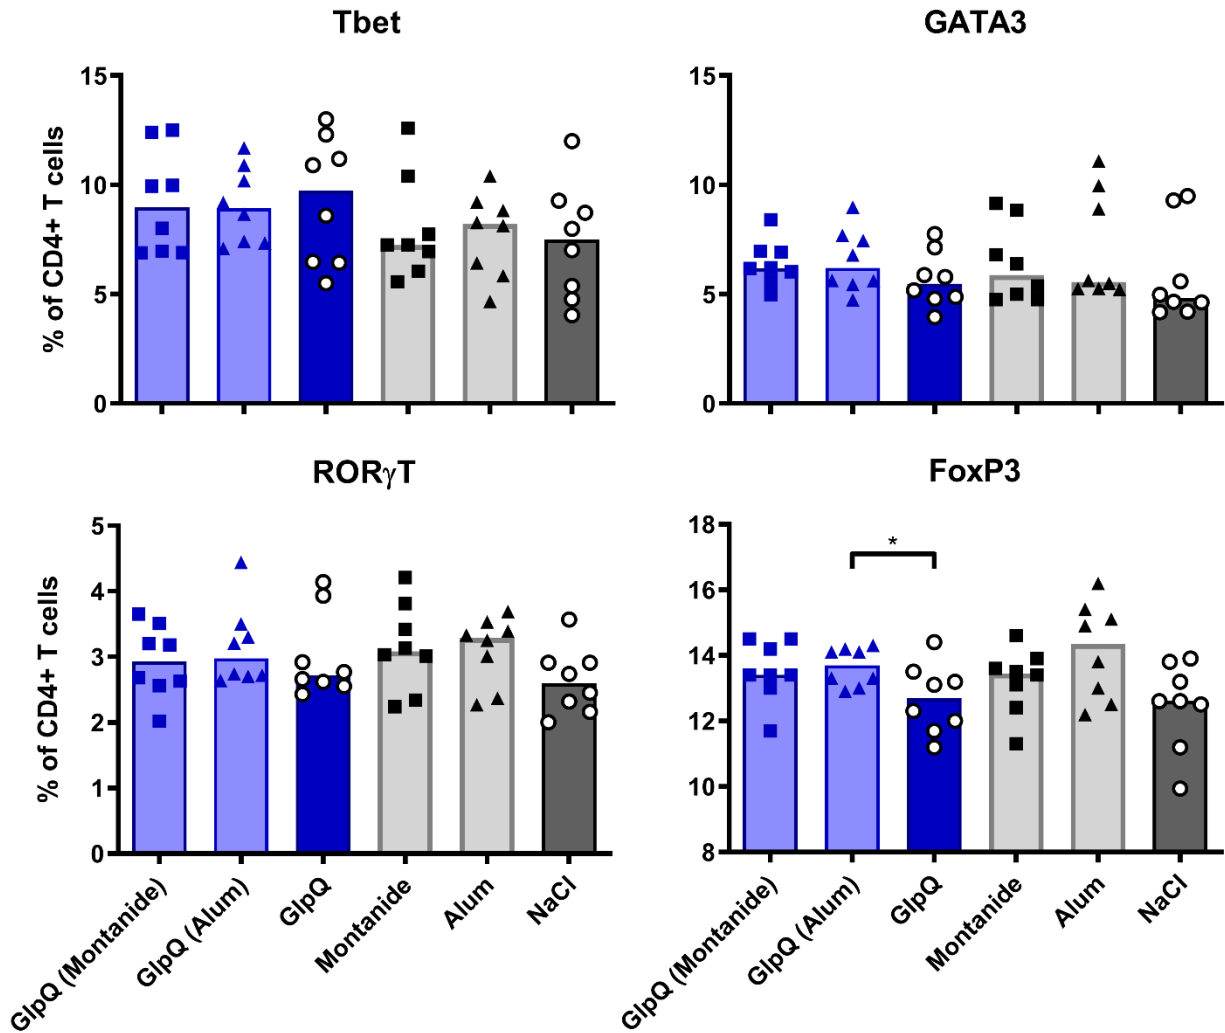 Tbet
GATA3
15
10
5
0
% of CD4+ T cells
15
10
5
0
RORγT
FoxP3
5
4
3
2
1
0
% of CD4+ T cells
18
16
14
12
10
8
*
GlpQ (Montanide)
GlpQ (Alum)
GlpQ
Montanide
Alum
NaCl
GlpQ (Montanide)
GlpQ (Alum)
GlpQ
Montanide
Alum
NaCl